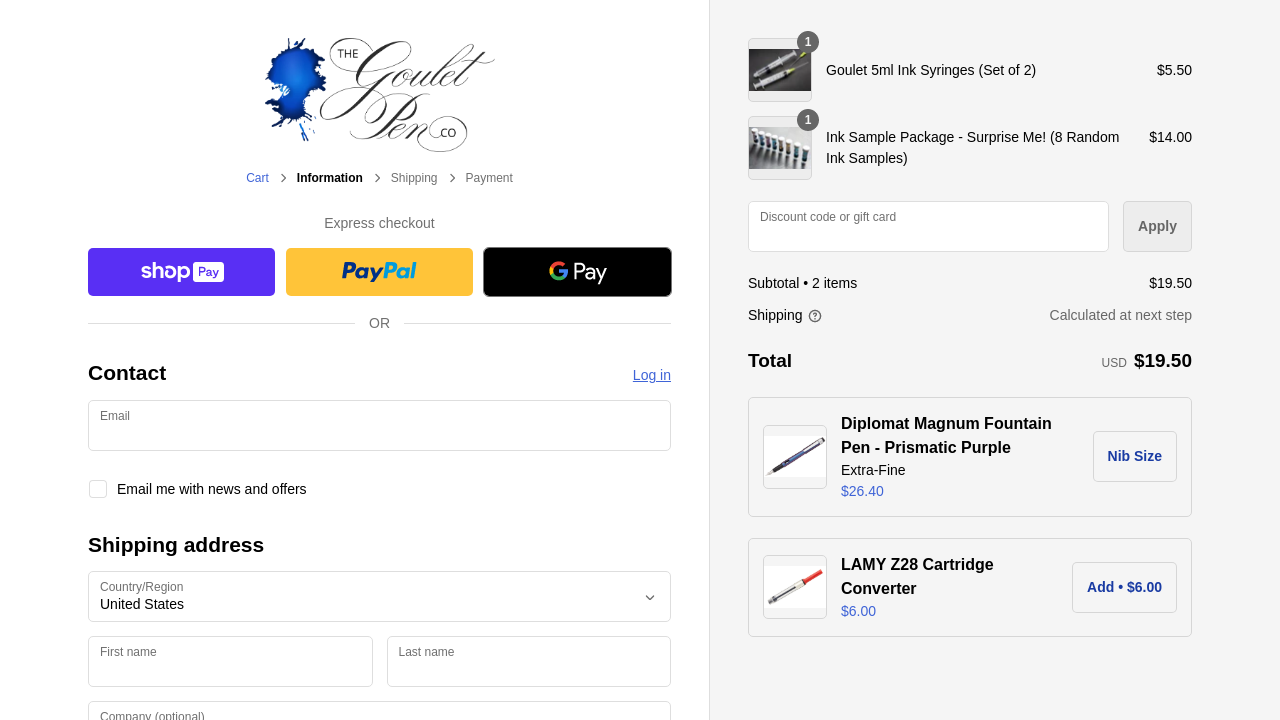 THE
Goulet
Pen
CO
Cart
Information
Shipping
Payment
Express checkout
shop Pay
PayPal
G Pay
OR
Contact
Log in
Email
Email me with news and offers
Shipping address
Country/Region
United States
First name
Last name
Company (optional)
1
Goulet 5ml Ink Syringes (Set of 2)
$5.50
1
Ink Sample Package - Surprise Me! (8 Random
Ink Samples)
$14.00
Discount code or gift card
Apply
Subtotal • 2 items
$19.50
Shipping
Calculated at next step
Total
USD $19.50
Diplomat Magnum Fountain
Pen - Prismatic Purple
Extra-Fine
$26.40
Nib Size
LAMY Z28 Cartridge
Converter
$6.00
Add • $6.00